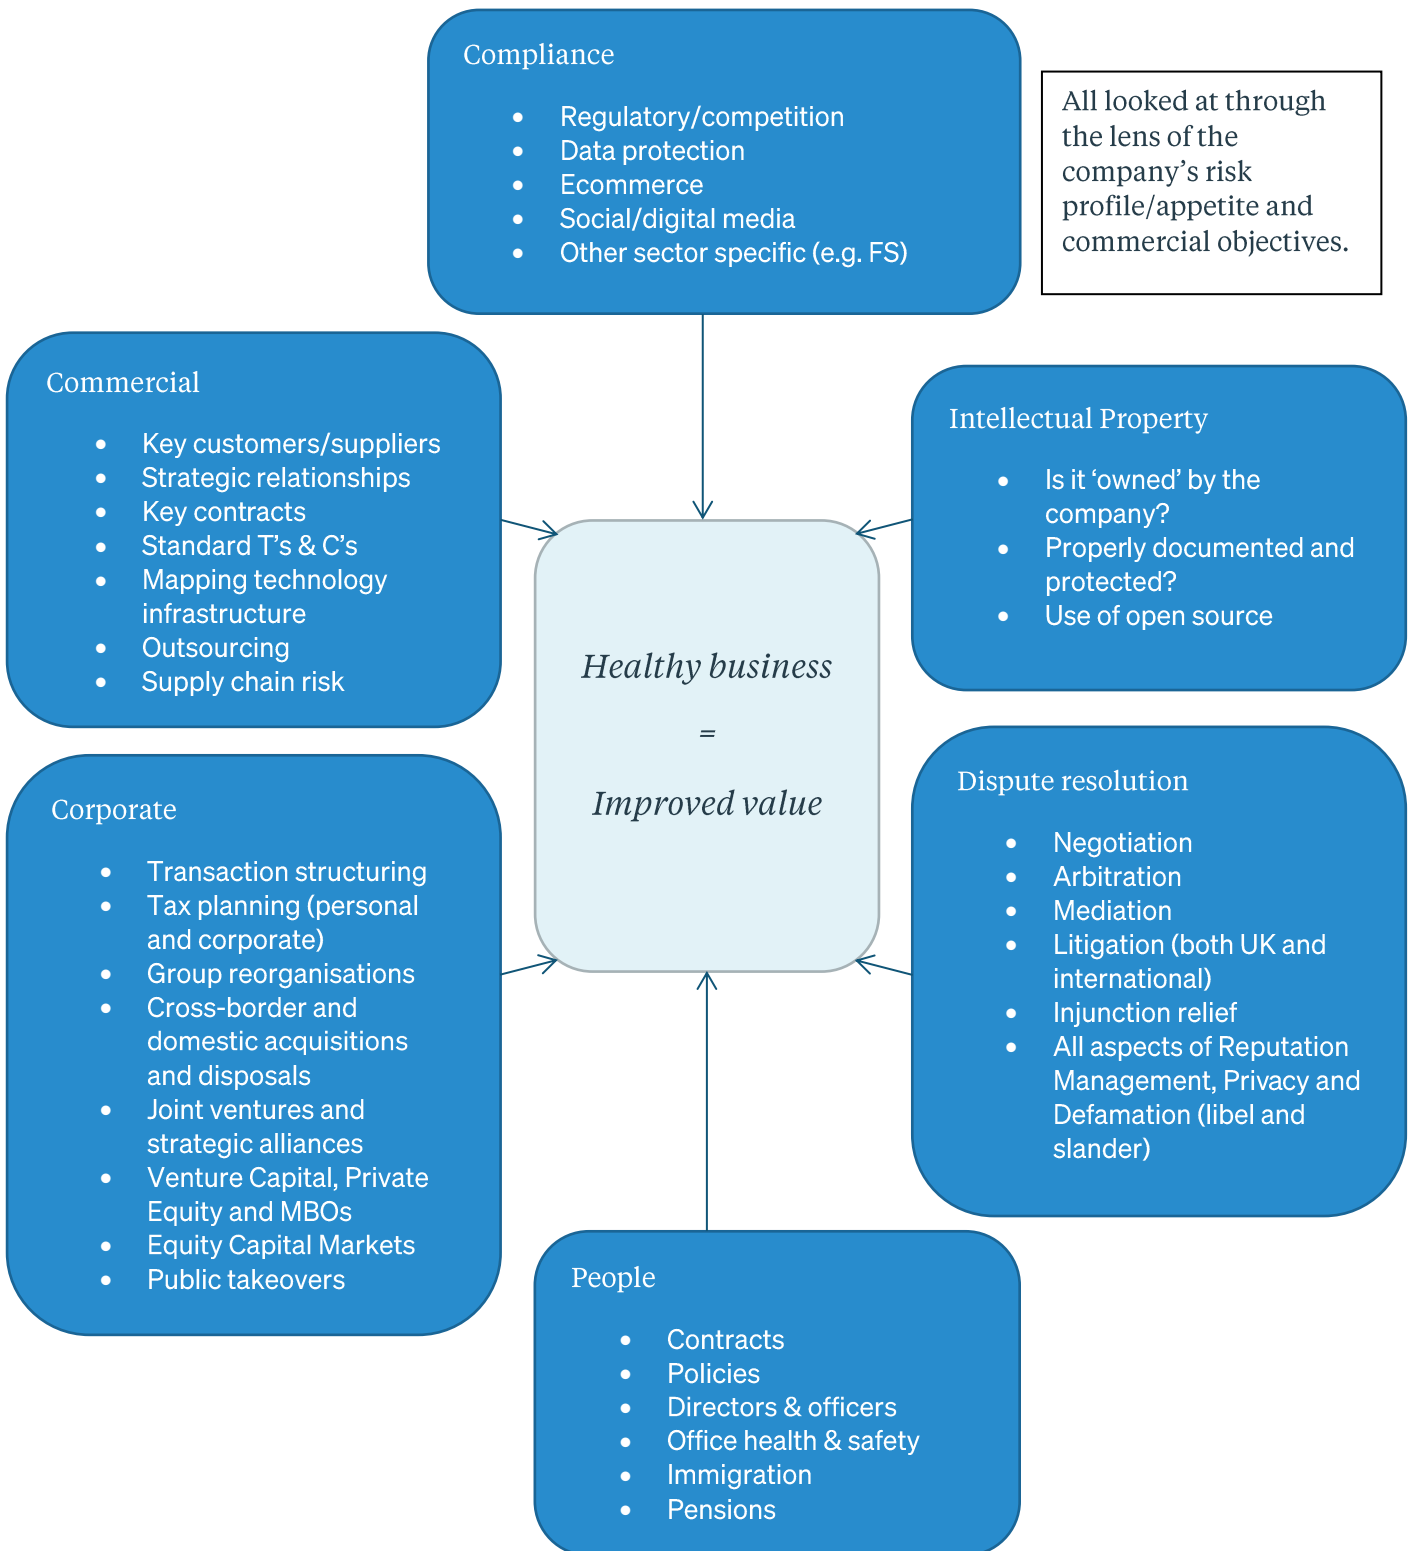 Compliance
• Regulatory/competition
• Data protection
• Ecommerce
• Social/digital media
• Other sector specific (e.g. FS)
All looked at through
the lens of the
company’s risk
profile/appetite and
commercial objectives.
Commercial
• Key customers/suppliers
• Strategic relationships
• Key contracts
• Standard T’s & C’s
• Mapping technology
infrastructure
• Outsourcing
• Supply chain risk
Intellectual Property
• Is it ‘owned’ by the
company?
• Properly documented and
protected?
• Use of open source
Healthy business
=
Improved value
Corporate
• Transaction structuring
• Tax planning (personal
and corporate)
• Group reorganisations
• Cross-border and
domestic acquisitions
and disposals
• Joint ventures and
strategic alliances
• Venture Capital, Private
Equity and MBOs
• Equity Capital Markets
• Public takeovers
Dispute resolution
• Negotiation
• Arbitration
• Mediation
• Litigation (both UK and
international)
• Injunction relief
• All aspects of Reputation
Management, Privacy and
Defamation (libel and
slander)
People
• Contracts
• Policies
• Directors & officers
• Office health & safety
• Immigration
• Pensions